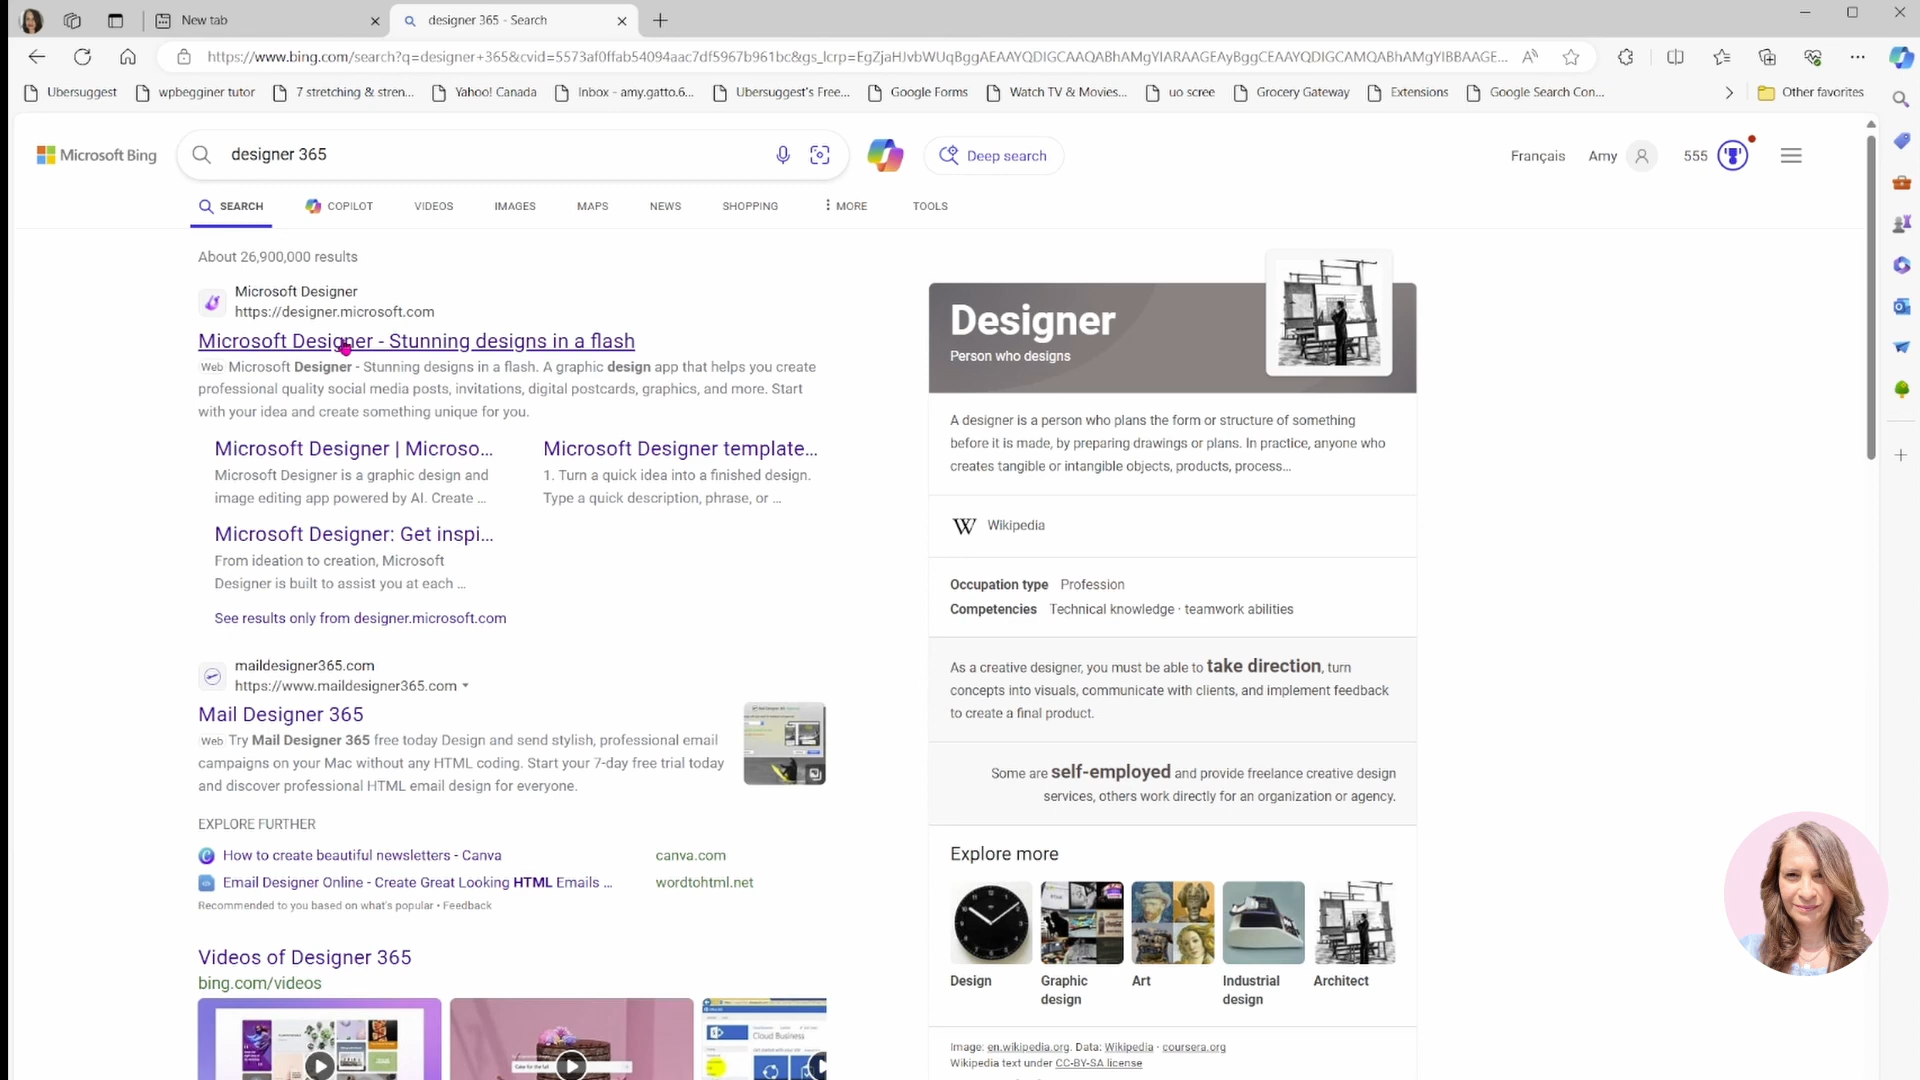 New tab
designer 365 - Search
https://www.bing.com/search?q=designer+365&cvid=5573af0ffab54094aac7df5967b961bc&gs_lcrp=EgZjaHJvbWUqBggAEAAYQDIGCAAQABhAMgYIARAAGEAyBggCEAAYQDIGCAMQABhAMgYIBBAAGE...
Ubersuggest
wpbegginer tutor
7 stretching & stren...
Yahoo! Canada
Inbox - amy.gatto.6...
Ubersuggest's Free...
Google Forms
Watch TV & Movies...
uo scree
Grocery Gateway
Extensions
Google Search Con...
Other favorites
Microsoft Bing
designer 365
Deep search
Français
Amy
555
SEARCH
COPILOT
VIDEOS
IMAGES
MAPS
NEWS
SHOPPING
MORE
TOOLS
About 26,900,000 results
Microsoft Designer
https://designer.microsoft.com
Microsoft Designer - Stunning designs in a flash
Web Microsoft Designer - Stunning designs in a flash. A graphic design app that helps you create
professional quality social media posts, invitations, digital postcards, graphics, and more. Start
with your idea and create something unique for you.
Microsoft Designer | Microso...
Microsoft Designer is a graphic design and
image editing app powered by AI. Create ...
Microsoft Designer template...
1. Turn a quick idea into a finished design.
Type a quick description, phrase, or ...
Microsoft Designer: Get inspi...
From ideation to creation, Microsoft
Designer is built to assist you at each ...
See results only from designer.microsoft.com
maildesigner365.com
https://www.maildesigner365.com
Mail Designer 365
Web Try Mail Designer 365 free today Design and send stylish, professional email
campaigns on your Mac without any HTML coding. Start your 7-day free trial today
and discover professional HTML email design for everyone.
EXPLORE FURTHER
How to create beautiful newsletters - Canva
canva.com
Email Designer Online - Create Great Looking HTML Emails ...
wordtohtml.net
Recommended to you based on what's popular • Feedback
Videos of Designer 365
bing.com/videos
Cloud Business
Designer
Person who designs
A designer is a person who plans the form or structure of something
before it is made, by preparing drawings or plans. In practice, anyone who
creates tangible or intangible objects, products, process...
Wikipedia
Occupation type Profession
Competencies Technical knowledge · teamwork abilities
As a creative designer, you must be able to take direction, turn
concepts into visuals, communicate with clients, and implement feedback
to create a final product.
Some are self-employed and provide freelance creative design
services, others work directly for an organization or agency.
Explore more
Design
Graphic
design
Art
Industrial
design
Architect
Image: en.wikipedia.org. Data: Wikipedia · coursera.org
Wikipedia text under CC-BY-SA license